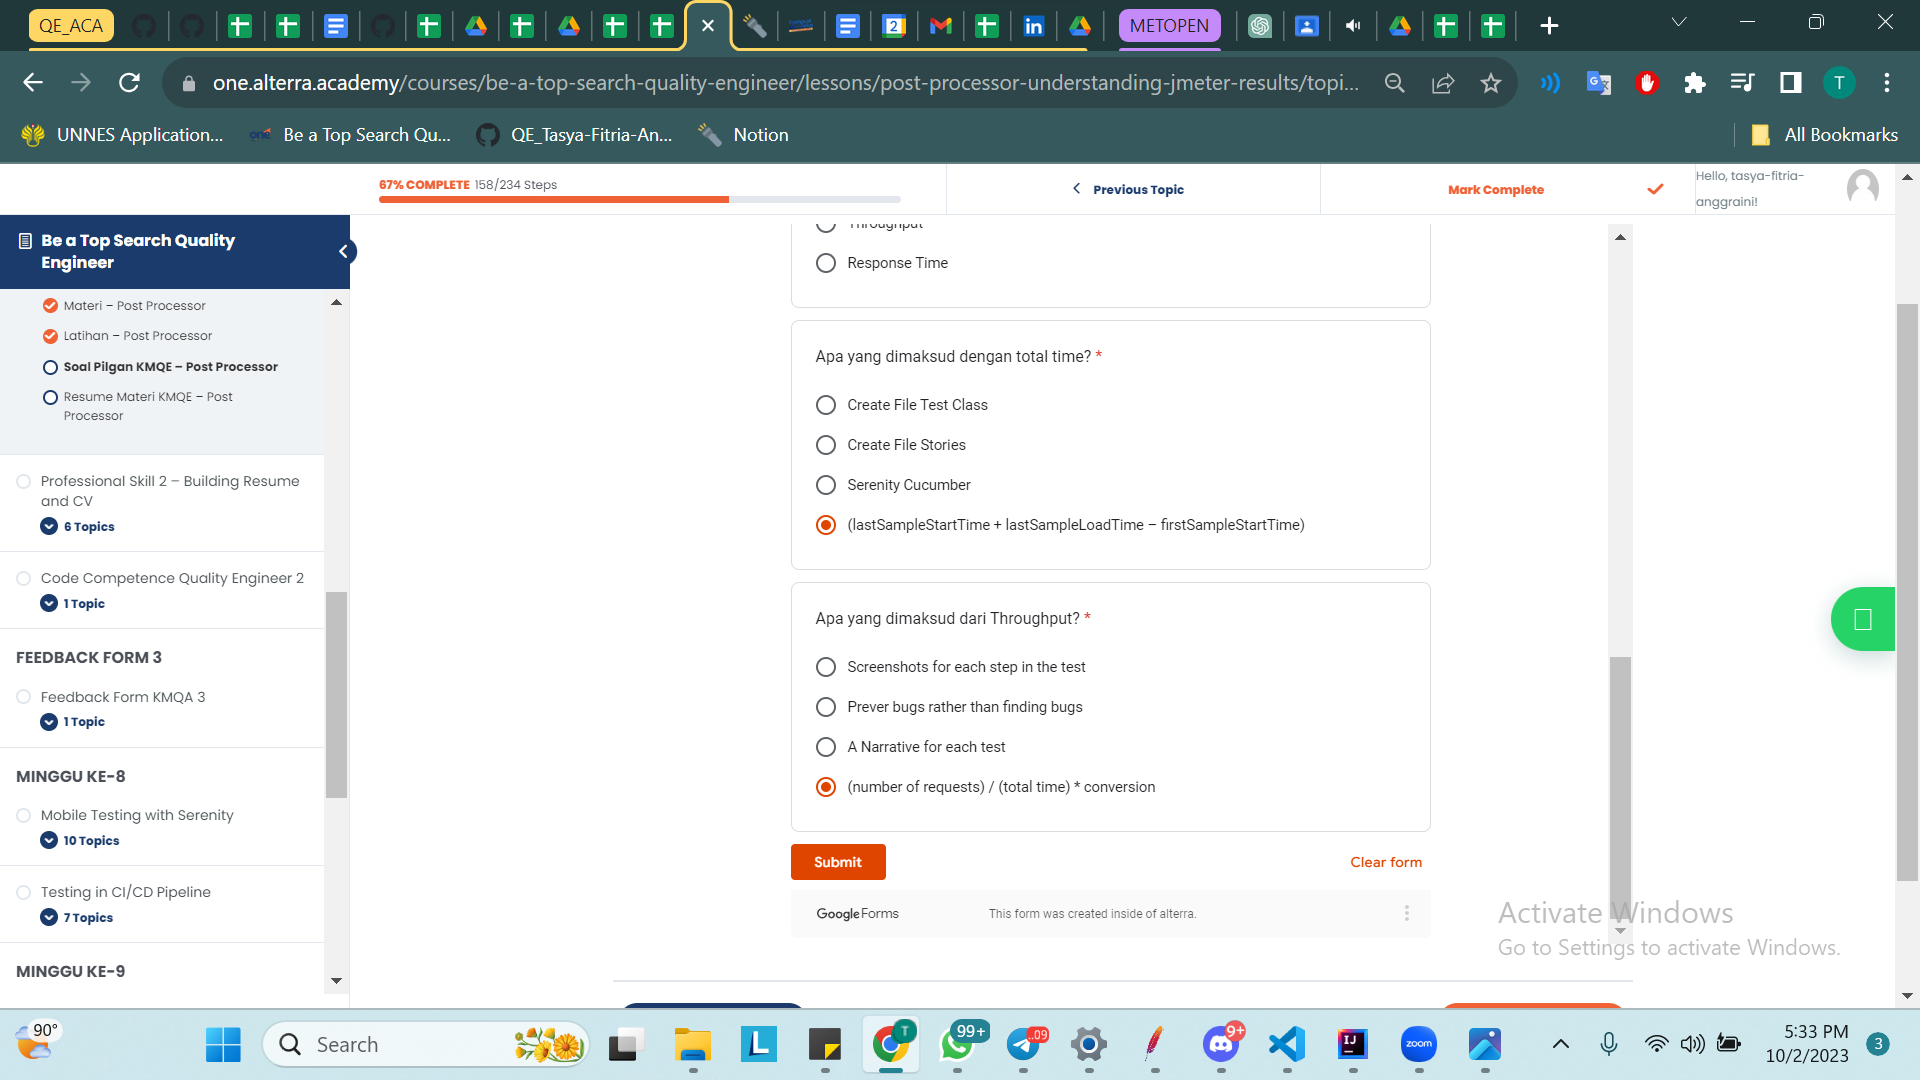 QE_ACA
METOPEN
one.alterra.academy/courses/be-a-top-search-quality-engineer/lessons/post-processor-understanding-jmeter-results/topi...
T
UNNES Application...
one
Be a Top Search Qu...
QE_Tasya-Fitria-An...
Notion
All Bookmarks
67% COMPLETE 158/234 Steps
Previous Topic
Mark Complete
Hello, tasya-fitria-
anggraini!
Be a Top Search Quality
Engineer
Materi – Post Processor
Latihan – Post Processor
Soal Pilgan KMQE – Post Processor
Resume Materi KMQE – Post
Processor
Professional Skill 2 – Building Resume
and CV
6 Topics
Code Competence Quality Engineer 2
1 Topic
FEEDBACK FORM 3
Feedback Form KMQA 3
1 Topic
MINGGU KE-8
Mobile Testing with Serenity
10 Topics
Testing in CI/CD Pipeline
7 Topics
MINGGU KE-9
Throughput
Response Time
Apa yang dimaksud dengan total time? *
Create File Test Class
Create File Stories
Serenity Cucumber
(lastSampleStartTime + lastSampleLoadTime – firstSampleStartTime)
Apa yang dimaksud dari Throughput? *
Screenshots for each step in the test
Prever bugs rather than finding bugs
A Narrative for each test
(number of requests) / (total time) * conversion
Submit
Clear form
Google Forms
This form was created inside of alterra.
Activate Windows
Go to Settings to activate Windows.
90°
Search
L
T
99+
.09
9+
IJ
zoom
5:33 PM
10/2/2023
3